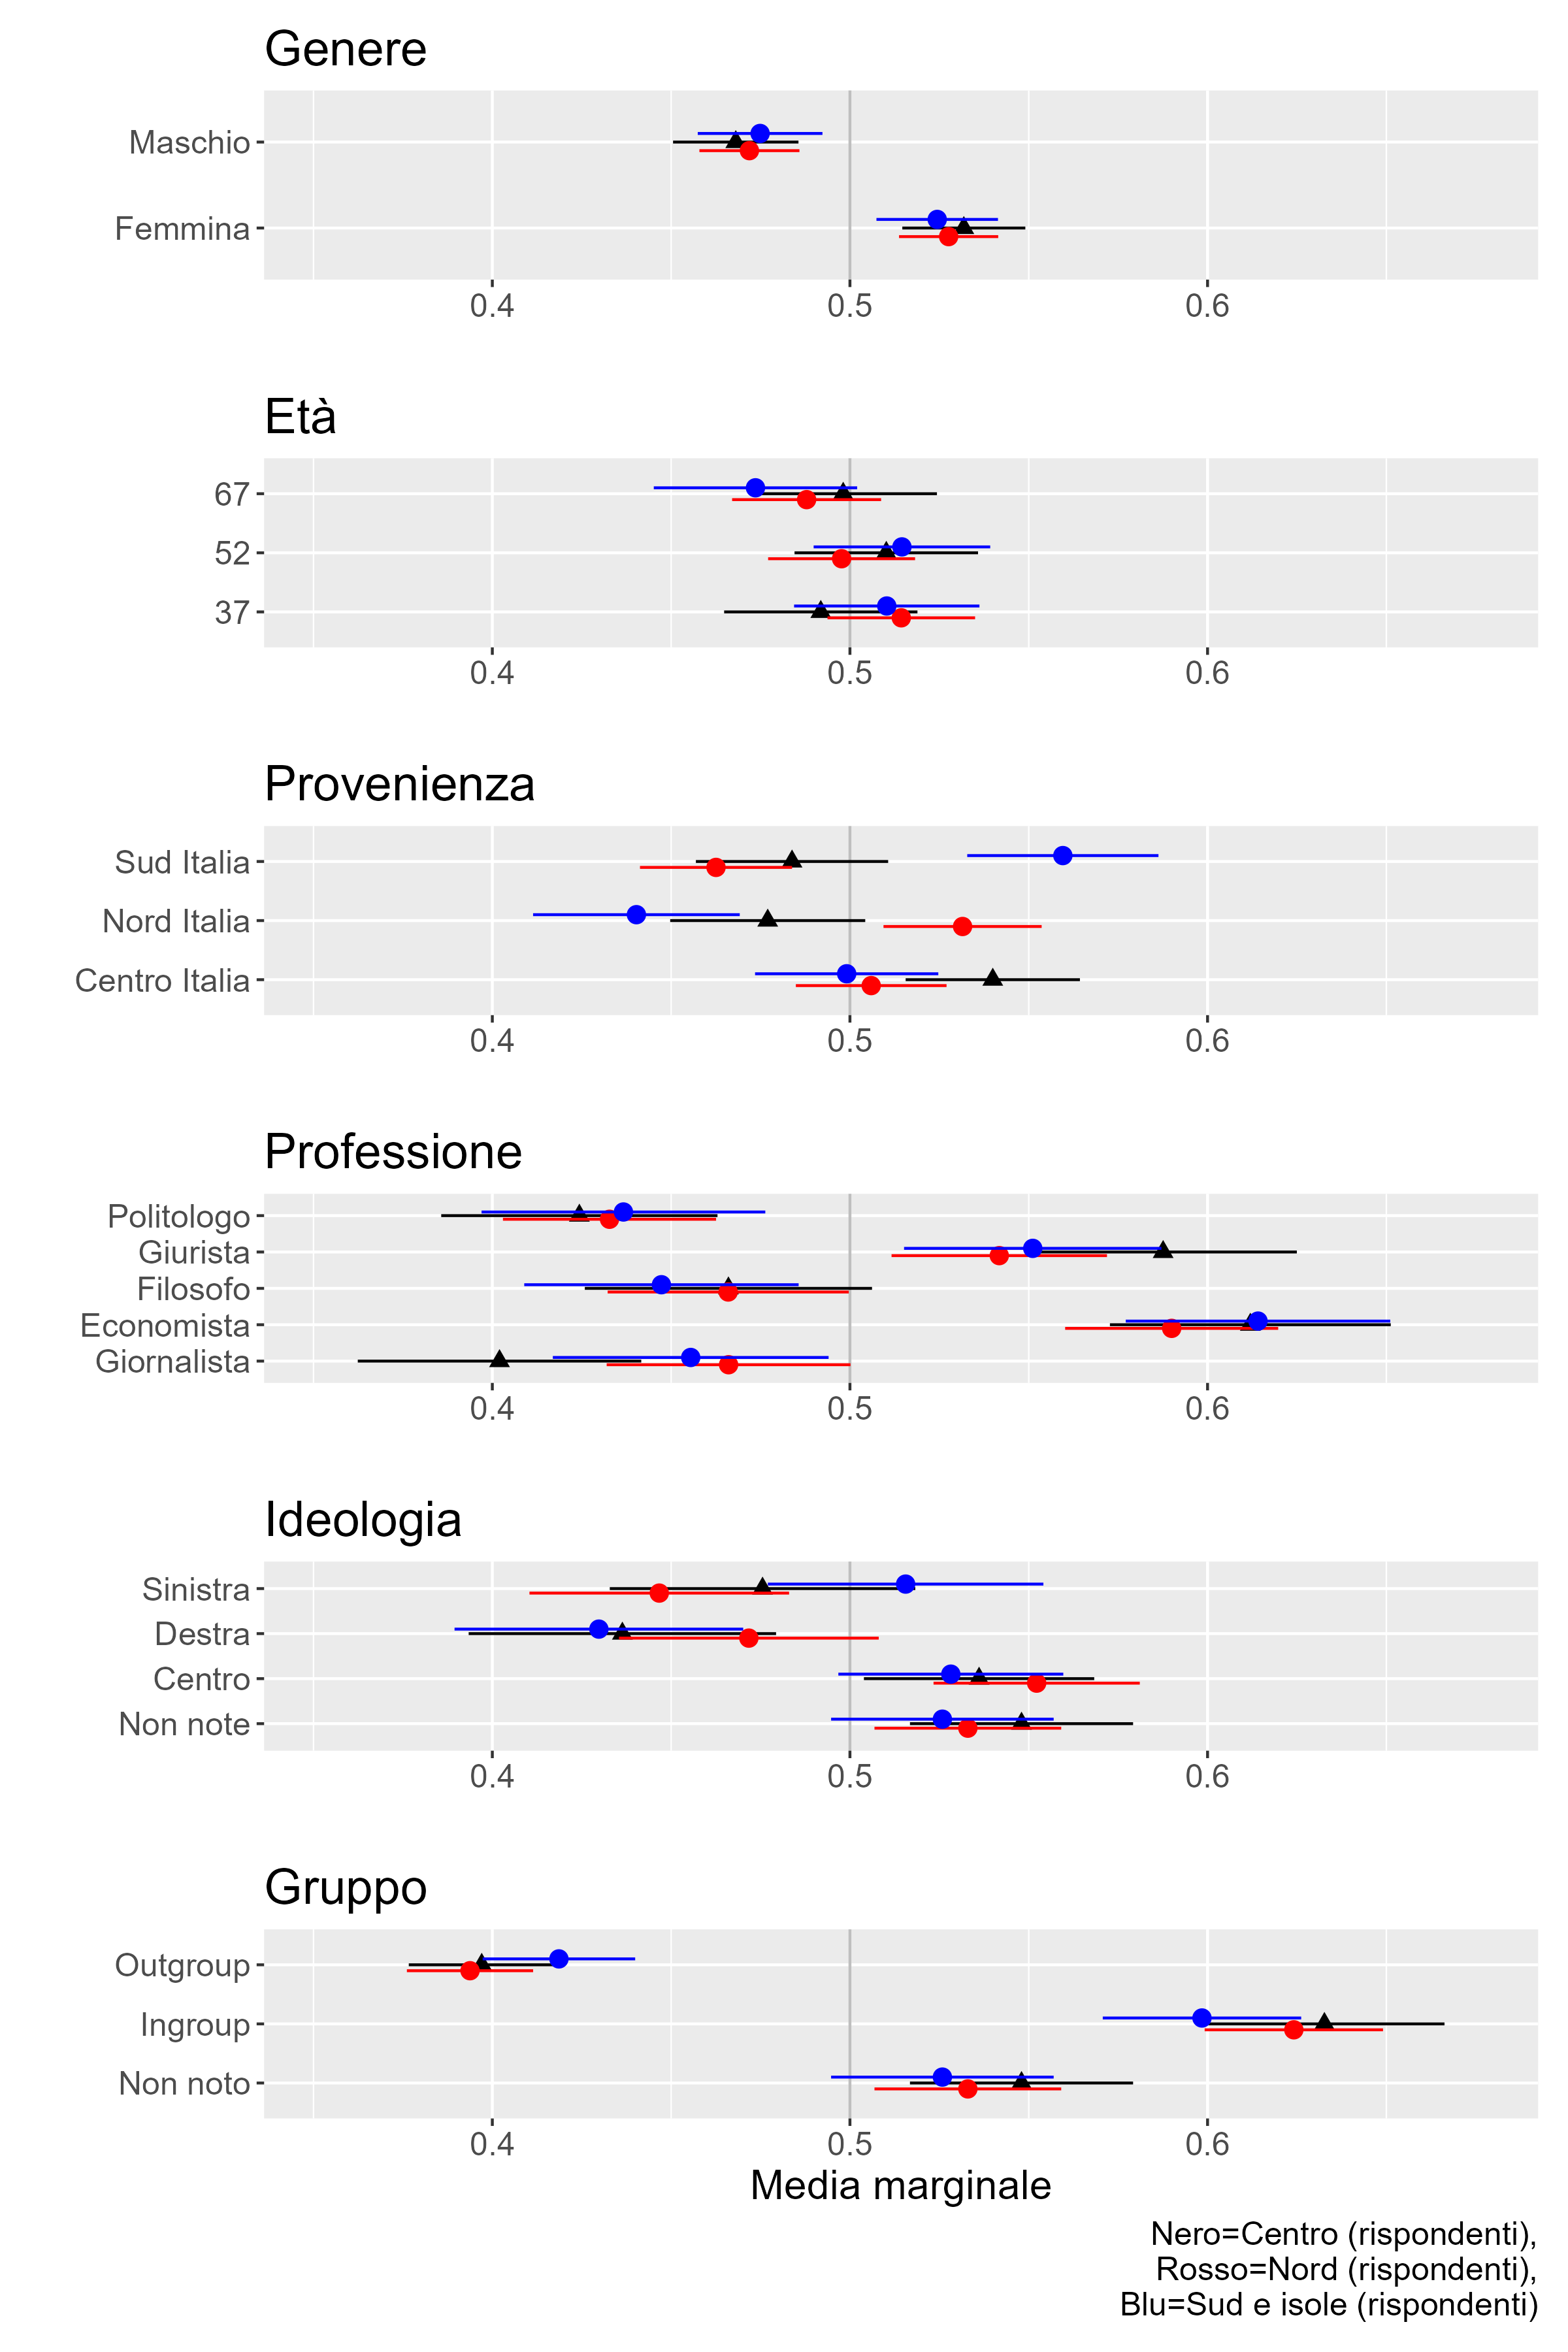 Genere
Maschio
Femmina
0.4 0.5 0.6
Età
67
52
37
0.4 0.5 0.6
Provenienza
Sud Italia
Nord Italia
Centro Italia
0.4 0.5 0.6
Professione
Politologo
Giurista
Filosofo
Economista
Giornalista
0.4 0.5 0.6
Ideologia
Sinistra
Destra
Centro
Non note
0.4 0.5 0.6
Gruppo
Outgroup
Ingroup
Non noto
0.4 0.5 0.6
Media marginale
Nero=Centro (rispondenti),
Rosso=Nord (rispondenti),
Blu=Sud e isole (rispondenti)